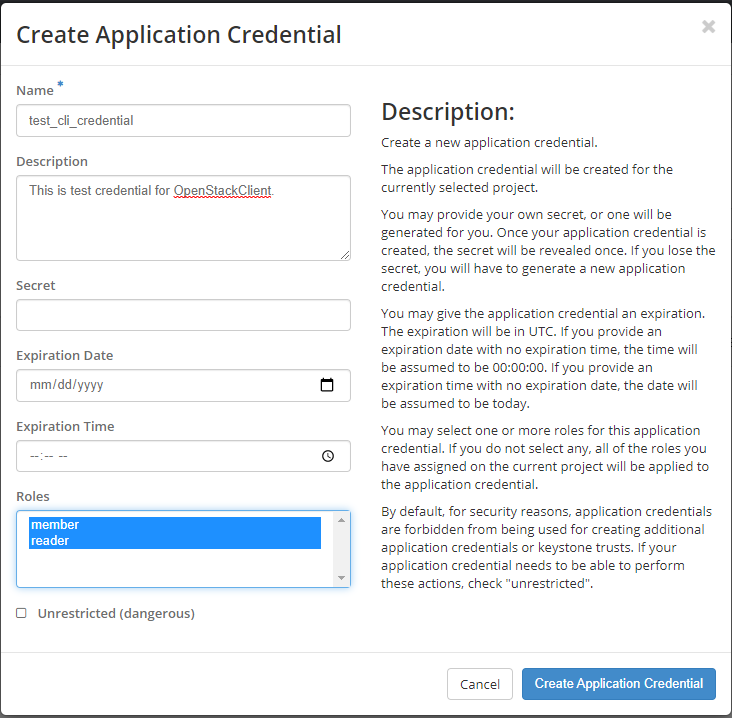 Create Application Credential
×
Name *
test_cli_credential
Description
This is test credential for OpenStackClient.
Secret
Expiration Date
mm/dd/yyyy
Expiration Time
--:-- --
Roles
member
reader
Unrestricted (dangerous)
Description:
Create a new application credential.
The application credential will be created for the
currently selected project.
You may provide your own secret, or one will be
generated for you. Once your application credential is
created, the secret will be revealed once. If you lose the
secret, you will have to generate a new application
credential.
You may give the application credential an expiration.
The expiration will be in UTC. If you provide an
expiration date with no expiration time, the time will
be assumed to be 00:00:00. If you provide an
expiration time with no expiration date, the date will
be assumed to be today.
You may select one or more roles for this application
credential. If you do not select any, all of the roles you
have assigned on the current project will be applied to
the application credential.
By default, for security reasons, application credentials
are forbidden from being used for creating additional
application credentials or keystone trusts. If your
application credential needs to be able to perform
these actions, check "unrestricted".
Cancel
Create Application Credential